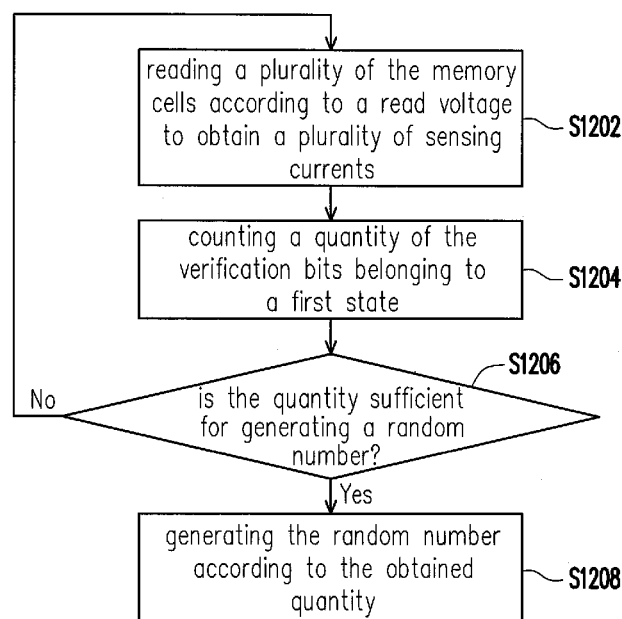 reading a plurality of the memory
cells according to a read voltage
to obtain a plurality of sensing
currents
S1202
counting a quantity of the
verification bits belonging to
a first state
S1204
S1206
No
is the quantity sufficient
for generating a random
number?
Yes
generating the random number
according to the obtained
quantity
S1208